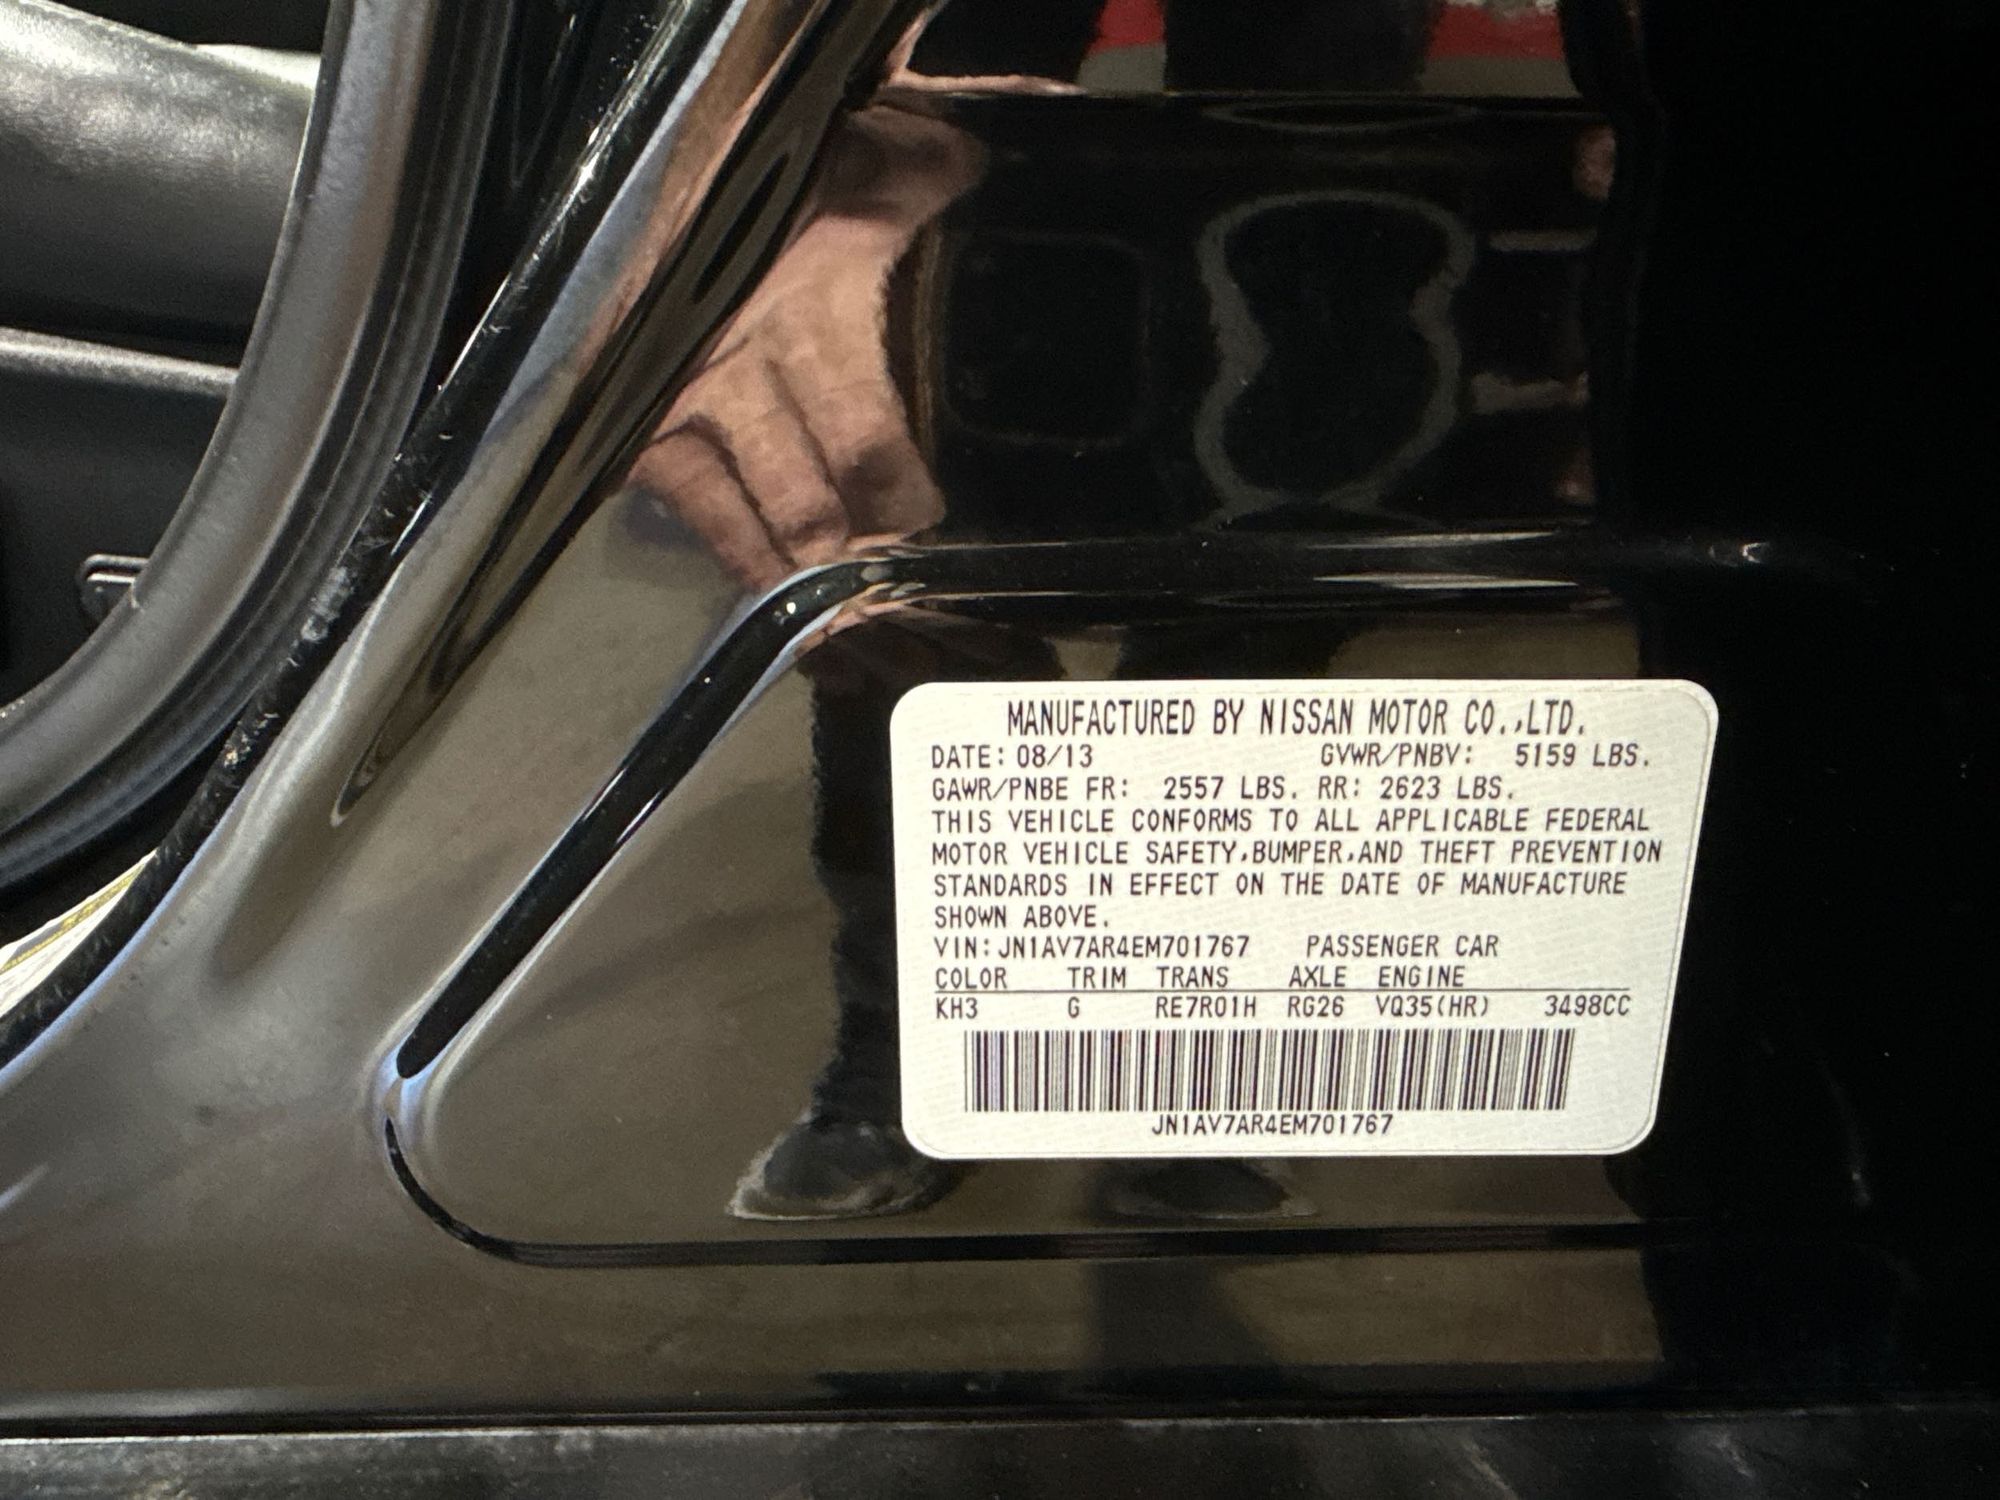 MANUFACTURED BY NISSAN MOTOR CO.,LTD.
DATE: 08/13 GVWR/PNBV: 5159 LBS.
GAWR/PNBE FR: 2557 LBS. RR: 2623 LBS.
THIS VEHICLE CONFORMS TO ALL APPLICABLE FEDERAL
MOTOR VEHICLE SAFETY,BUMPER,AND THEFT PREVENTION
STANDARDS IN EFFECT ON THE DATE OF MANUFACTURE
SHOWN ABOVE.
VIN:JN1AV7AR4EM701767 PASSENGER CAR
COLOR TRIM TRANS AXLE ENGINE
KH3 G RE7R01H RG26 VQ35(HR) 3498CC
JN1AV7AR4EM701767